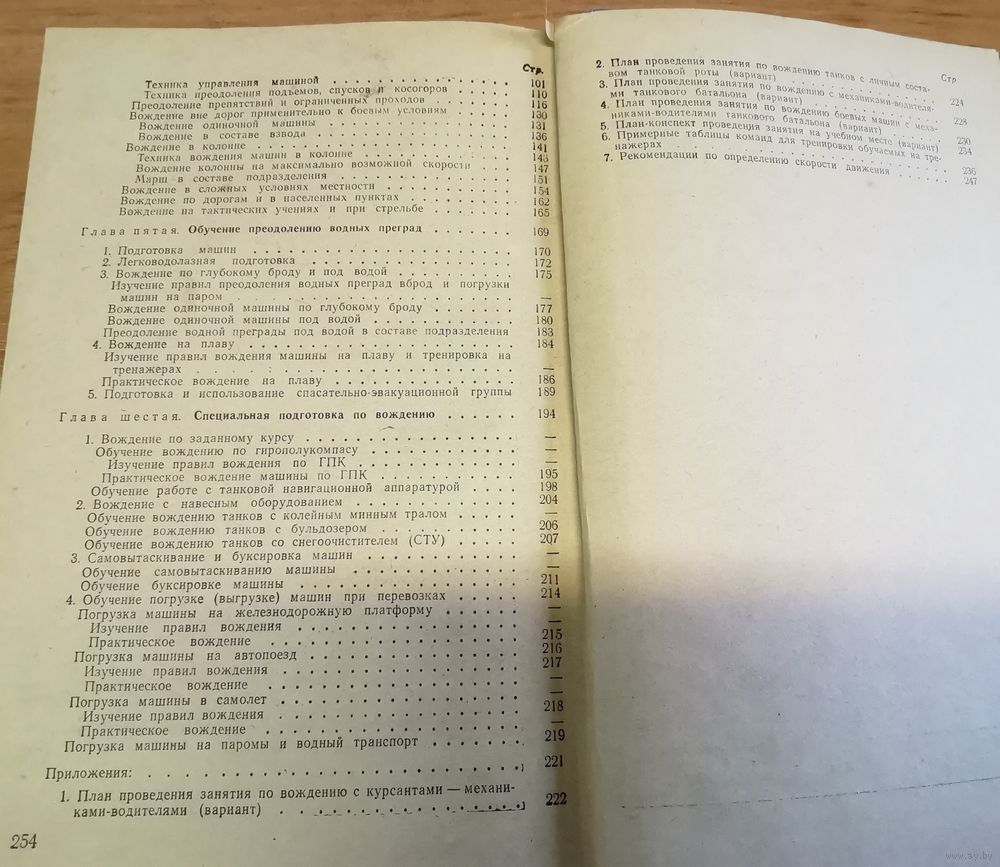 Стр.
Техника управления машиной . . . . . . . . . . . 101
Техника преодоления подъемов, спусков и косогоров . . . . . 110
Преодоление препятствий и ограниченных проходов . . . . . 116
Вождение вне дорог применительно к боевым условиям . . . . 130
Вождение одиночной машины . . . . . . . . . . . 131
Вождение в составе взвода . . . . . . . . . . . 136
Вождение в колонне . . . . . . . . . . . . . . 141
Техника вождения машин в колонне . . . . . . . . . 143
Вождение колонны на максимально возможной скорости . . . 147
Марш в составе подразделения . . . . . . . . . . 151
Вождение в сложных условиях местности . . . . . . . . 154
Вождение по дорогам и в населенных пунктах . . . . . . 162
Вождение на тактических учениях и при стрельбе . . . . . 165
Глава пятая. Обучение преодолению водных преград . . . . . . 169
1. Подготовка машин . . . . . . . . . . . . . . 170
2. Легководолазная подготовка . . . . . . . . . . . 172
3. Вождение по глубокому броду и под водой . . . . . . . 175
Изучение правил преодоления водных преград вброд и погрузки
машин на паром . . . . . . . . . . . . . . . —
Вождение одиночной машины по глубокому броду . . . . . . 177
Вождение одиночной машины под водой . . . . . . . . 180
Преодоление водной преграды под водой в составе подразделения 183
4. Вождение на плаву . . . . . . . . . . . . . . 184
Изучение правил вождения машины на плаву и тренировка на
тренажерах . . . . . . . . . . . . . . . . —
Практическое вождение на плаву . . . . . . . . . . 186
5. Подготовка и использование спасательно-эвакуационной группы 189
Глава шестая. Специальная подготовка по вождению . . . . . . 194
1. Вождение по заданному курсу . . . . . . . . . . . —
Обучение вождению по гирополукомпасу . . . . . . . . —
Изучение правил вождения по ГПК . . . . . . . . . —
Практическое вождение машины по ГПК . . . . . . . . 195
Обучение работе с танковой навигационной аппаратурой . . . . 198
2. Вождение с навесным оборудованием . . . . . . . . . 204
Обучение вождению танков с колейным минным тралом . . . . —
Обучение вождению танков с бульдозером . . . . . . . . 206
Обучение вождению танков со снегоочистителем (СТУ) . . . . . 207
3. Самовытаскивание и буксировка машин . . . . . . . . . —
Обучение самовытаскиванию машины . . . . . . . . . —
Обучение буксировке машины . . . . . . . . . . . 211
4. Обучение погрузке (выгрузке) машин при перевозках . . . . . 214
Погрузка машины на железнодорожную платформу . . . . . . —
Изучение правил вождения . . . . . . . . . . . . —
Практическое вождение . . . . . . . . . . . . . 215
Погрузка машины на автопоезд . . . . . . . . . . . 216
Изучение правил вождения . . . . . . . . . . . . 217
Практическое вождение . . . . . . . . . . . . . —
Погрузка машины в самолет . . . . . . . . . . . . —
Изучение правил вождения . . . . . . . . . . . . 218
Практическое вождение . . . . . . . . . . . . . —
Погрузка машины на паромы и водный транспорт . . . . . . 219
Приложения: . . . . . . . . . . . . . . . . . 221
1. План проведения занятия по вождению с курсантами — механи-
ками-водителями (вариант) . . . . . . . . . . . . 222
254
Стр.
2. План проведения занятия по вождению танков с личным соста-
вом танковой роты (вариант) . . . . . . . . . . . 224
3. План проведения занятия по вождению с механиками-водителя-
ми танкового батальона (вариант) . . . . . . . . . 228
4. План проведения занятия по вождению боевых машин с меха-
никами-водителями танкового батальона (вариант) . . . . 230
5. План-конспект проведения занятия на учебном месте (вариант) 234
6. Примерные таблицы команд для тренировки обучаемых на тре-
нажерах . . . . . . . . . . . . . . . . . 236
7. Рекомендации по определению скорости движения . . . . . . 247
www.ay.by